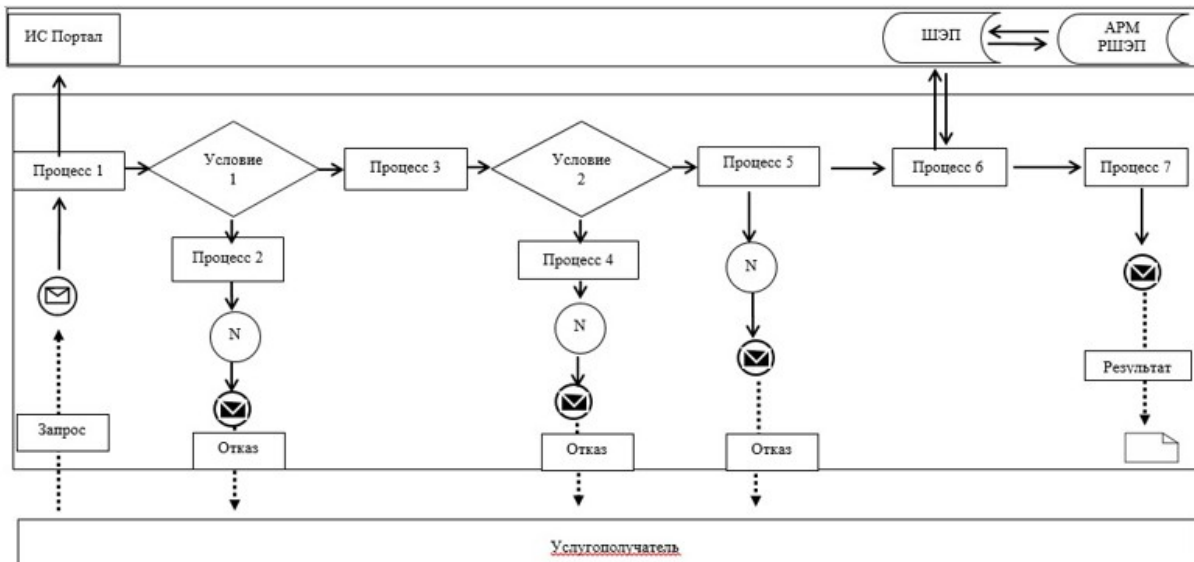 ИС Портал
ШЭП
АРМ
РШЭП
Процесс 1
Условие
1
Процесс 3
Условие
2
Процесс 5
Процесс 6
Процесс 7
Процесс 2
Процесс 4
N
N
N
Запрос
Отказ
Отказ
Отказ
Результат
Услугополучатель